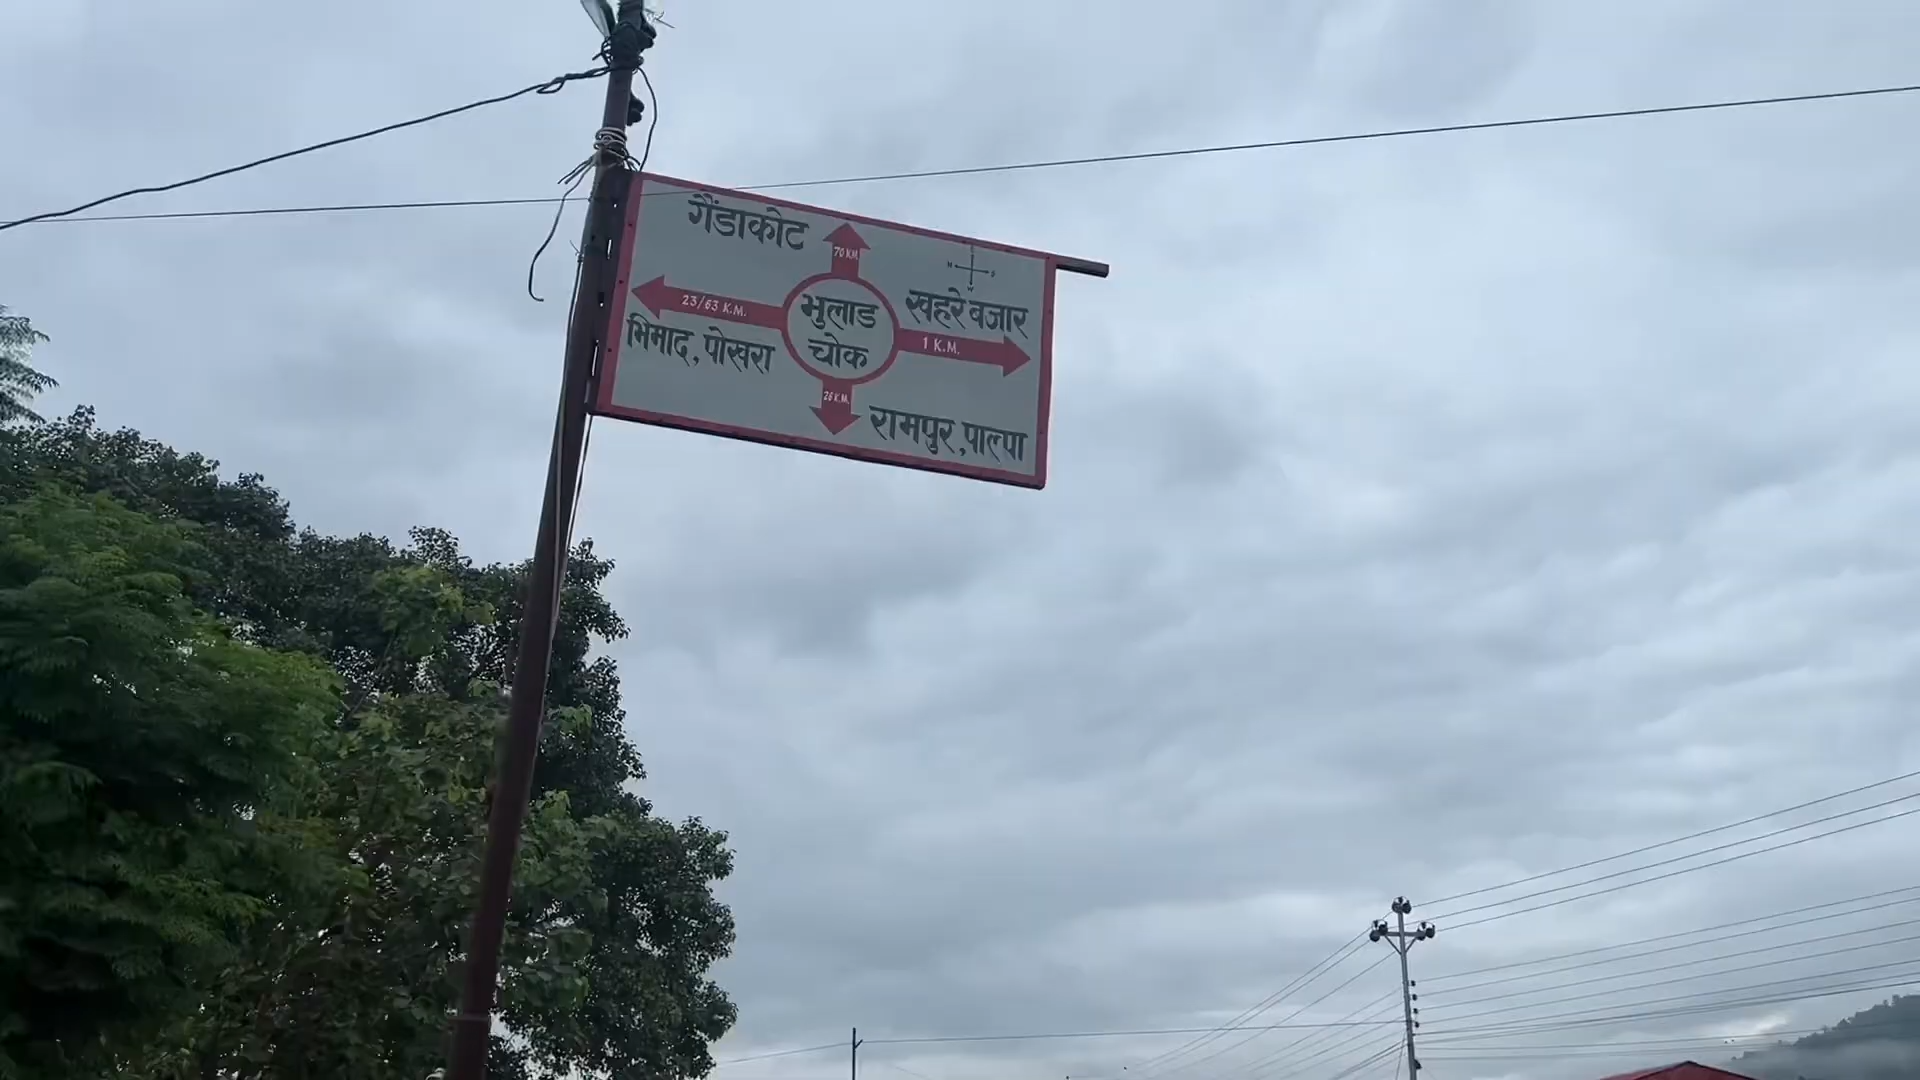 गैंडाकोट
70 KM.
N S
W
23/63 K.M.
भुलाड
चोक
खहरे बजार
1 K.M.
भिमाद, पोखरा
26 K.M.
रामपुर, पाल्पा